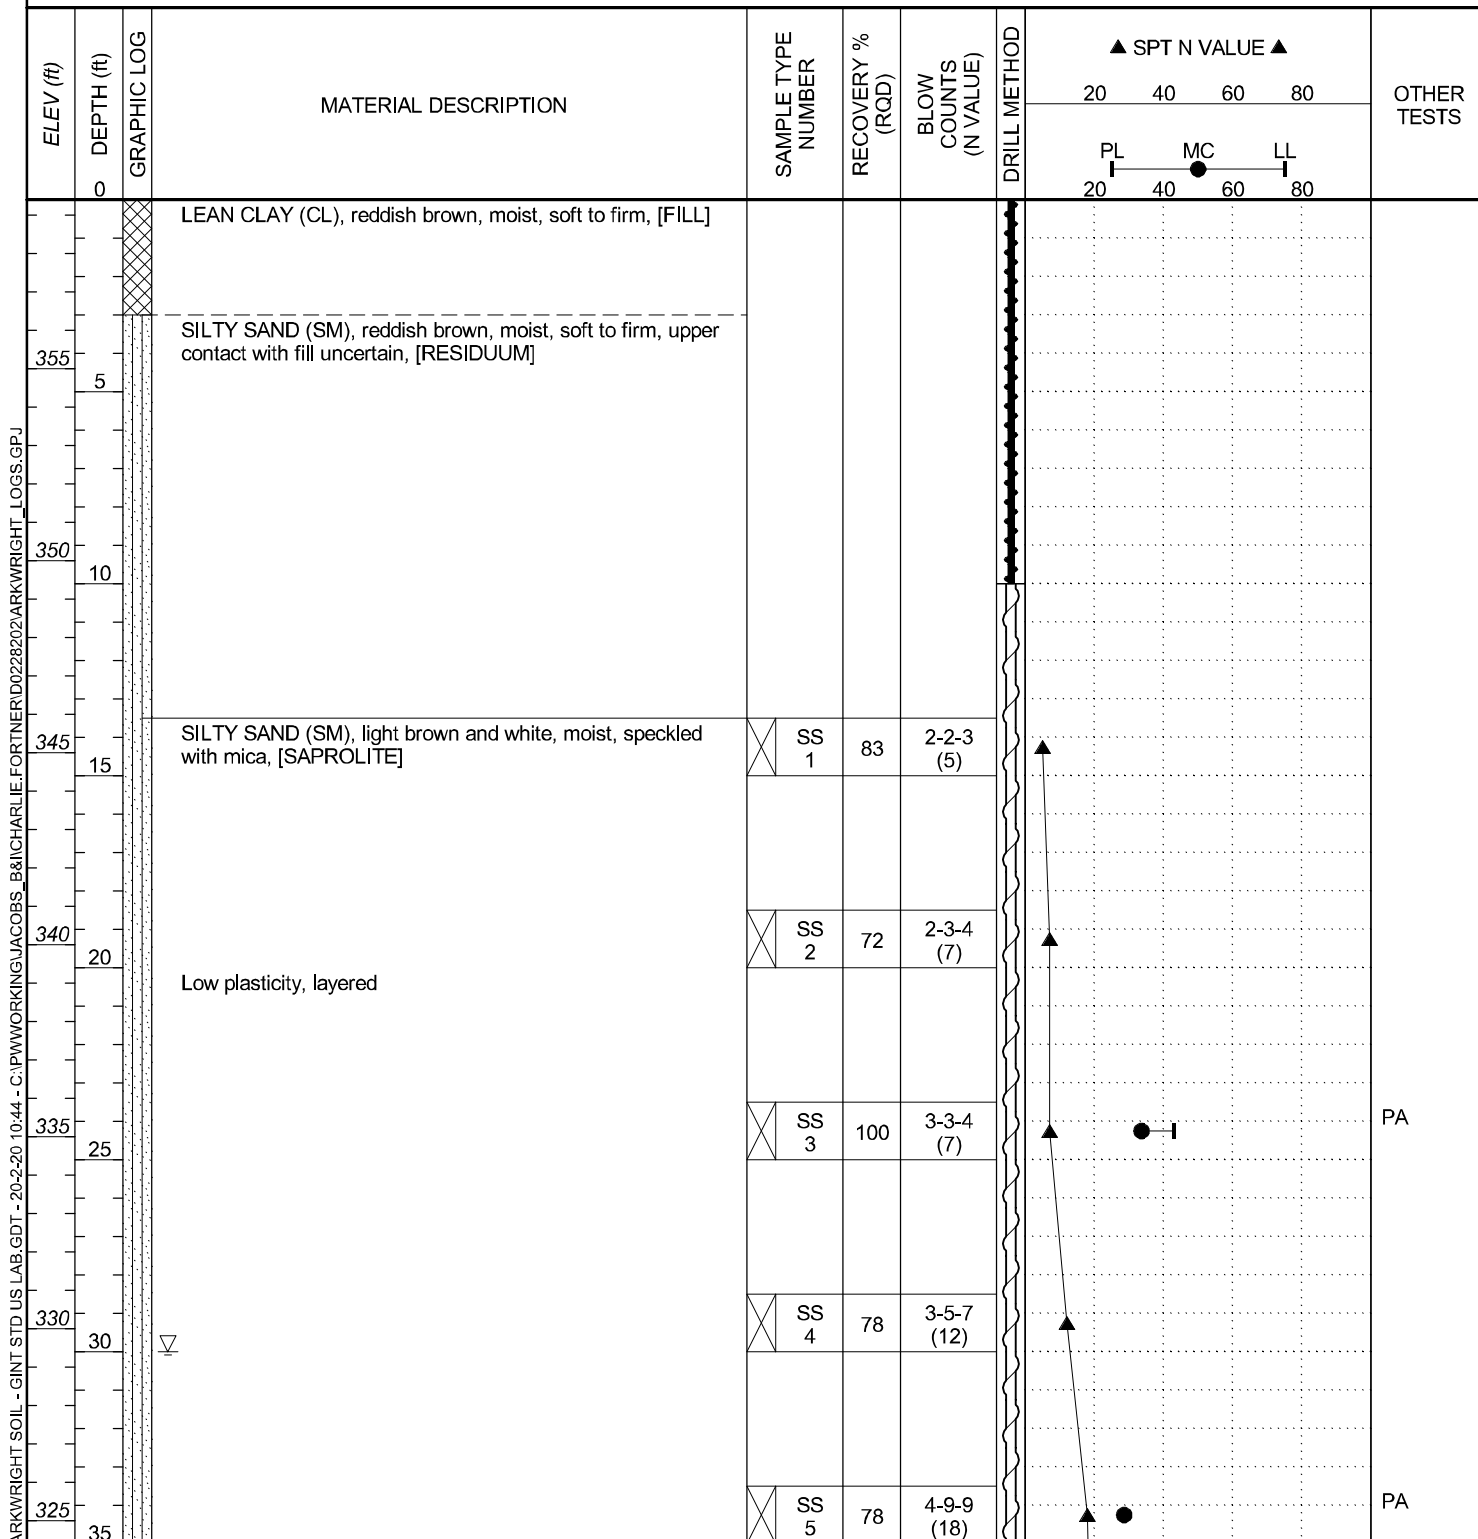 ELEV (ft)
DEPTH (ft)
GRAPHIC LOG
MATERIAL DESCRIPTION
SAMPLE TYPE
NUMBER
RECOVERY %
(RQD)
BLOW
COUNTS
(N VALUE)
DRILL METHOD
▲ SPT N VALUE ▲
20 40 60 80
PL MC LL
20 40 60 80
OTHER
TESTS
0
LEAN CLAY (CL), reddish brown, moist, soft to firm, [FILL]
SILTY SAND (SM), reddish brown, moist, soft to firm, upper
contact with fill uncertain, [RESIDUUM]
355
5
350
10
SILTY SAND (SM), light brown and white, moist, speckled
with mica, [SAPROLITE]
345
15
SS
1
83
2-2-3
(5)
340
20
SS
2
72
2-3-4
(7)
Low plasticity, layered
335
25
SS
3
100
3-3-4
(7)
PA
330
30
SS
4
78
3-5-7
(12)
325
35
SS
5
78
4-9-9
(18)
PA
ARKWRIGHT SOIL - GINT STD US LAB.GDT - 20-2-20 10:44 - C:\PWWORKING\JACOBS_B&I\CHARLIE.FORTNER\D0228202\ARKWRIGHT_LOGS.GPJ